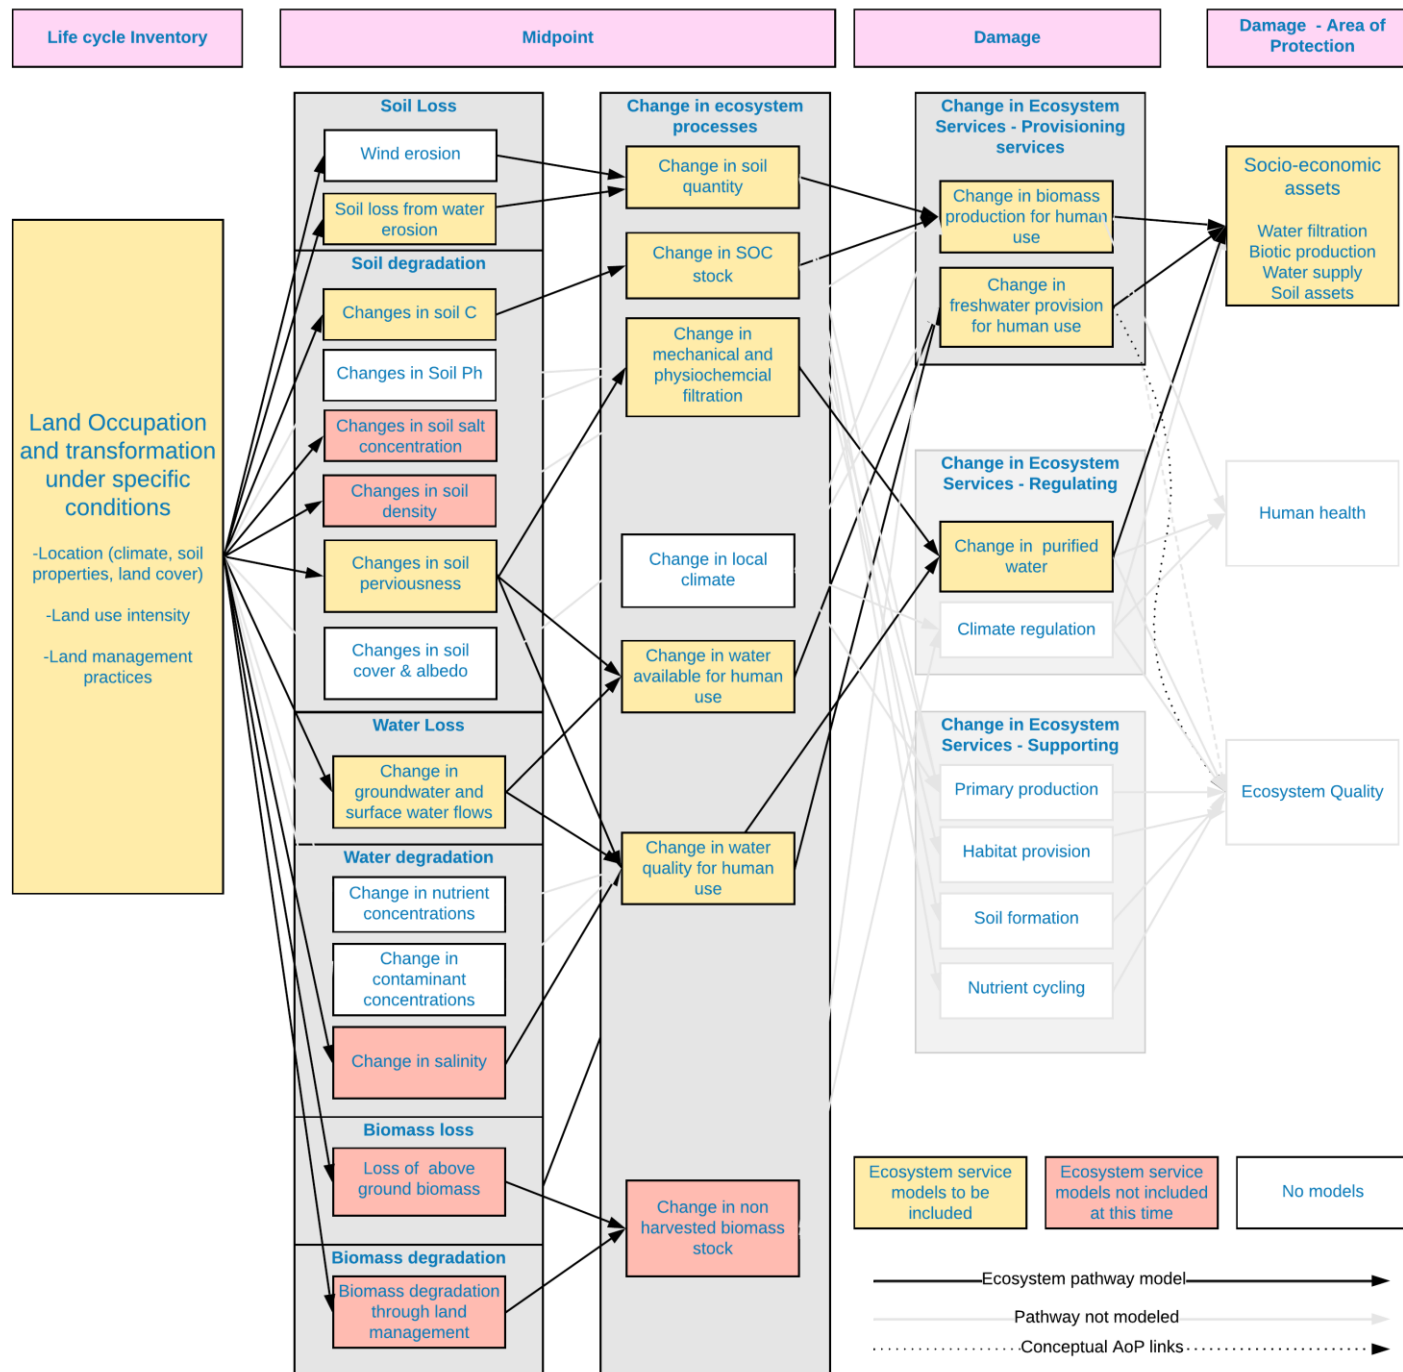 Life cycle Inventory
Midpoint
Damage
Damage - Area of
Protection
Land Occupation
and transformation
under specific
conditions
-Location (climate, soil
properties, land cover)
-Land use intensity
-Land management
practices
Soil Loss
Wind erosion
Soil loss from water
erosion
Soil degradation
Changes in soil C
Changes in Soil Ph
Changes in soil salt
concentration
Changes in soil
density
Changes in soil
perviousness
Changes in soil
cover & albedo
Water Loss
Change in
groundwater and
surface water flows
Water degradation
Change in nutrient
concentrations
Change in
contaminant
concentrations
Change in salinity
Biomass loss
Loss of above
ground biomass
Biomass degradation
Biomass degradation
through land
management
Change in ecosystem
processes
Change in soil
quantity
Change in SOC
stock
Change in
mechanical and
physiochemcial
filtration
Change in local
climate
Change in water
available for human
use
Change in water
quality for human
use
Change in non
harvested biomass
stock
Change in Ecosystem
Services - Provisioning
services
Change in biomass
production for human
use
Change in
freshwater provision
for human use
Change in Ecosystem
Services - Regulating
Change in purified
water
Climate regulation
Change in Ecosystem
Services - Supporting
Primary production
Habitat provision
Soil formation
Nutrient cycling
Socio-economic
assets
Water filtration
Biotic production
Water supply
Soil assets
Human health
Ecosystem Quality
Ecosystem service
models to be
included
Ecosystem service
models not included
at this time
No models
Ecosystem pathway model
Pathway not modeled
Conceptual AoP links